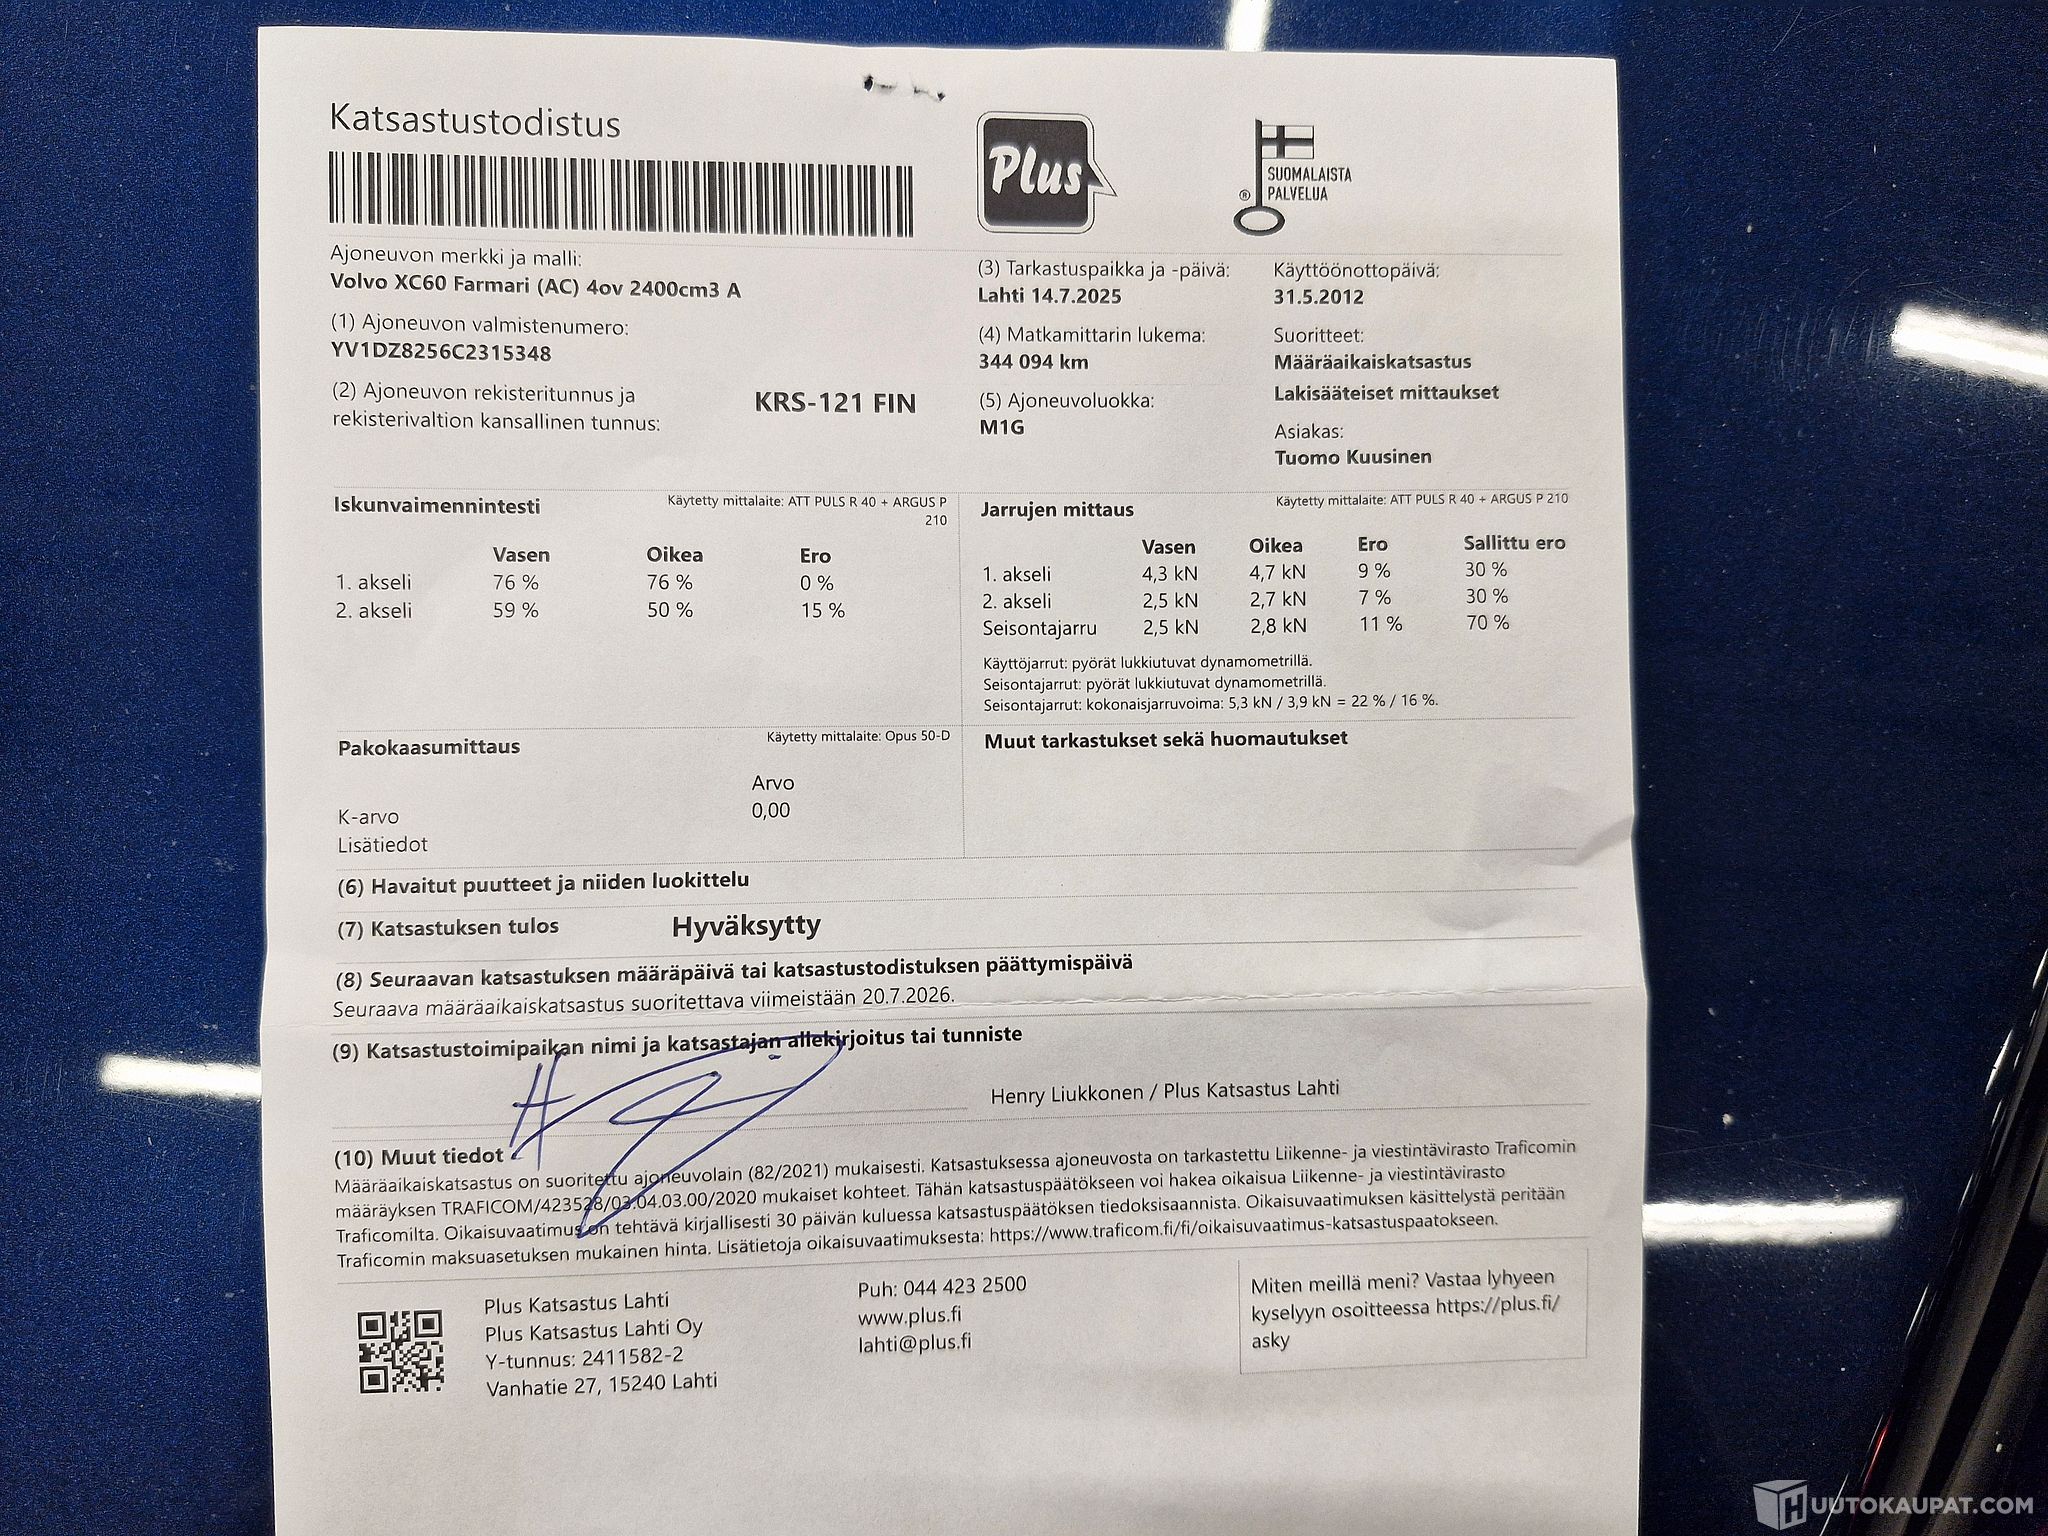 Katsastustodistus
Plus
SUOMALAISTA
® PALVELUA
Ajoneuvon merkki ja malli:
Volvo XC60 Farmari (AC) 4ov 2400cm3 A
(1) Ajoneuvon valmistenumero:
YV1DZ8256C2315348
(2) Ajoneuvon rekisteritunnus ja
rekisterivaltion kansallinen tunnus:
KRS-121 FIN
(3) Tarkastuspaikka ja -päivä:
Lahti 14.7.2025
(4) Matkamittarin lukema:
344 094 km
(5) Ajoneuvoluokka:
M1G
Käyttöönottopäivä:
31.5.2012
Suoritteet:
Määräaikaiskatsastus
Lakisääteiset mittaukset
Asiakas:
Tuomo Kuusinen
Iskunvaimennintesti
Käytetty mittalaite: ATT PULS R 40 + ARGUS P
210
Vasen Oikea Ero
1. akseli 76 % 76 % 0 %
2. akseli 59 % 50 % 15 %
Jarrujen mittaus
Käytetty mittalaite: ATT PULS R 40 + ARGUS P 210
Vasen Oikea Ero Sallittu ero
1. akseli 4,3 kN 4,7 kN 9 % 30 %
2. akseli 2,5 kN 2,7 kN 7 % 30 %
Seisontajarru 2,5 kN 2,8 kN 11 % 70 %
Käyttöjarrut: pyörät lukkiutuvat dynamometrillä.
Seisontajarrut: pyörät lukkiutuvat dynamometrillä.
Seisontajarrut: kokonaisjarruvoima: 5,3 kN / 3,9 kN = 22 % / 16 %.
Pakokaasumittaus
Käytetty mittalaite: Opus 50-D
Arvo
K-arvo 0,00
Lisätiedot
Muut tarkastukset sekä huomautukset
(6) Havaitut puutteet ja niiden luokittelu
(7) Katsastuksen tulos Hyväksytty
(8) Seuraavan katsastuksen määräpäivä tai katsastustodistuksen päättymispäivä
Seuraava määräaikaiskatsastus suoritettava viimeistään 20.7.2026.
(9) Katsastustoimipaikan nimi ja katsastajan allekirjoitus tai tunniste
Henry Liukkonen / Plus Katsastus Lahti
(10) Muut tiedot
Määräaikaiskatsastus on suoritettu ajoneuvolain (82/2021) mukaisesti. Katsastuksessa ajoneuvosta on tarkastettu Liikenne- ja viestintävirasto Traficomin
määräyksen TRAFICOM/423528/03.04.03.00/2020 mukaiset kohteet. Tähän katsastuspäätökseen voi hakea oikaisua Liikenne- ja viestintävirasto
Traficomilta. Oikaisuvaatimus on tehtävä kirjallisesti 30 päivän kuluessa katsastuspäätöksen tiedoksisaannista. Oikaisuvaatimuksen käsittelystä peritään
Traficomin maksuasetuksen mukainen hinta. Lisätietoja oikaisuvaatimuksesta: https://www.traficom.fi/fi/oikaisuvaatimus-katsastuspaatokseen.
Plus Katsastus Lahti
Plus Katsastus Lahti Oy
Y-tunnus: 2411582-2
Vanhatie 27, 15240 Lahti
Puh: 044 423 2500
www.plus.fi
lahti@plus.fi
Miten meillä meni? Vastaa lyhyeen
kyselyyn osoitteessa https://plus.fi/
asky
HUUTOKAUPAT.COM